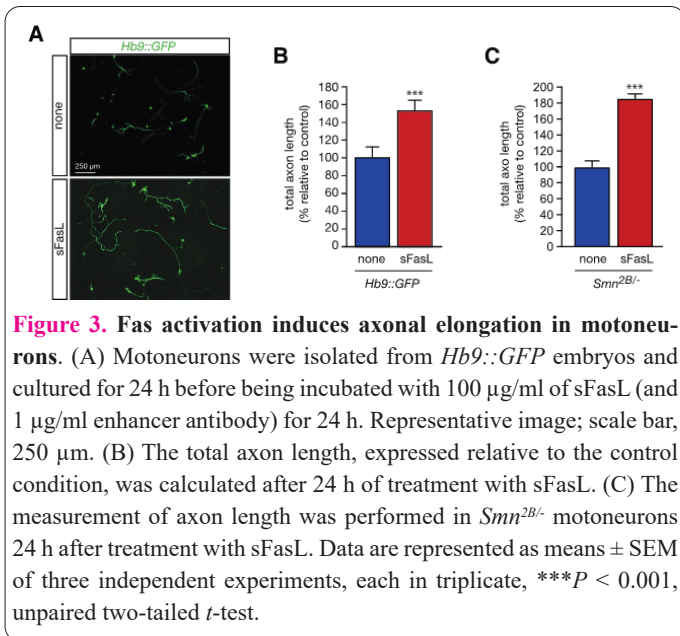 A
Hb9::GFP
none
250 µm
sFasL
B
total axon length
(% relative to control)
180
160
140
120
100
80
60
40
20
0
***
none sFasL
Hb9::GFP
C
total axo length
(% relative to control)
200
180
160
140
120
100
80
60
40
20
0
***
none sFasL
Smn2B/-
Figure 3. Fas activation induces axonal elongation in motoneu-
rons. (A) Motoneurons were isolated from Hb9::GFP embryos and
cultured for 24 h before being incubated with 100 µg/ml of sFasL (and
1 µg/ml enhancer antibody) for 24 h. Representative image; scale bar,
250 µm. (B) The total axon length, expressed relative to the control
condition, was calculated after 24 h of treatment with sFasL. (C) The
measurement of axon length was performed in Smn2B/- motoneurons
24 h after treatment with sFasL. Data are represented as means ± SEM
of three independent experiments, each in triplicate, ***P < 0.001,
unpaired two-tailed t-test.